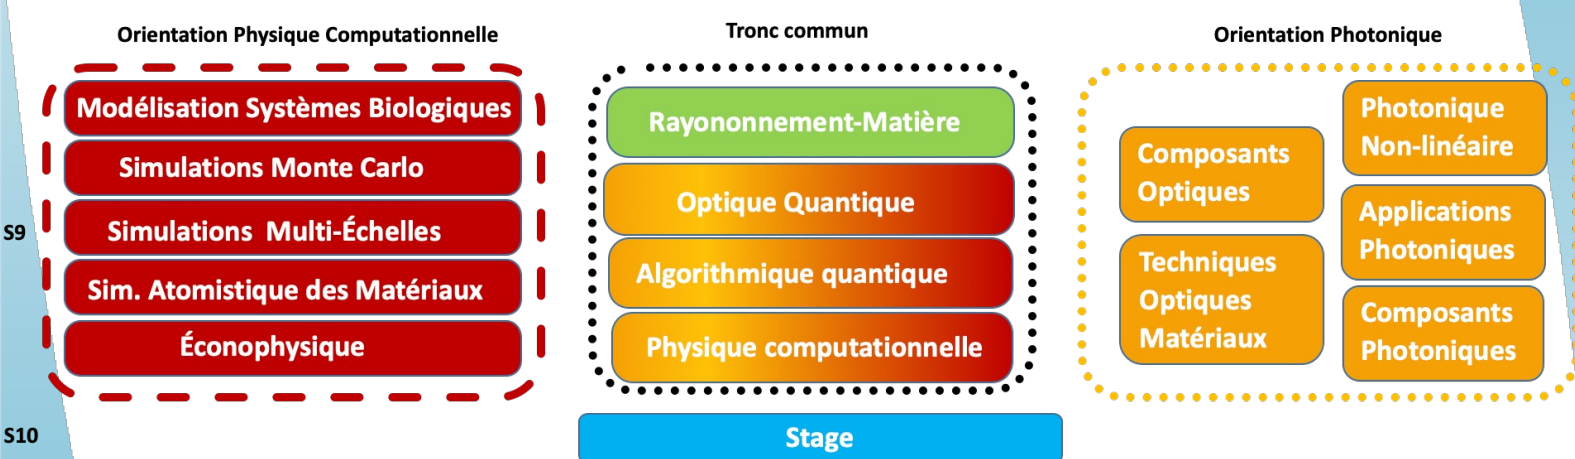 Orientation Physique Computationnelle
Modélisation Systèmes Biologiques
Simulations Monte Carlo
Simulations Multi-Échelles
Sim. Atomistique des Matériaux
Éconophysique
Tronc commun
Rayononnement-Matière
Optique Quantique
Algorithmique quantique
Physique computationnelle
Orientation Photonique
Composants
Optiques
Techniques
Optiques
Matériaux
Photonique
Non-linéaire
Applications
Photoniques
Composants
Photoniques
S9
S10
Stage